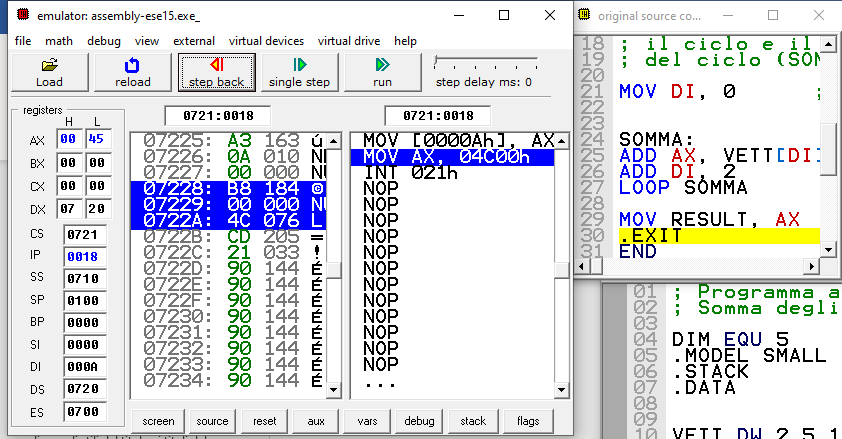 emulator: assembly-ese15.exe_
file math debug view external virtual devices virtual drive help
Load reload step back single step run step delay ms: 0
registers
H L
AX 00 45
BX 00 00
CX 00 00
DX 07 20
CS 0721
IP 0018
SS 0710
SP 0100
BP 0000
SI 0000
DI 000A
DS 0720
ES 0700
0721:0018
07225: A3 163 ú
07226: 0A 010 NE
07227: 00 000 NU
07228: B8 184 ©
07229: 00 000 NU
0722A: 4C 076 L
0722B: CD 205 =
0722C: 21 033 !
0722D: 90 144 É
0722E: 90 144 É
0722F: 90 144 É
07230: 90 144 É
07231: 90 144 É
07232: 90 144 É
07233: 90 144 É
07234: 90 144 É
0721:0018
MOV [0000Ah], AX
MOV AX, 04C00h
INT 021h
NOP
NOP
NOP
NOP
NOP
NOP
NOP
NOP
NOP
NOP
NOP
...
screen source reset aux vars debug stack flags
original source co...
18 ; il ciclo e il
19 ; del ciclo (SOM
20
21 MOV DI, 0 ;
22
23
24 SOMMA:
25 ADD AX, VETT[DI]
26 ADD DI, 2
27 LOOP SOMMA
28
29 MOV RESULT, AX
30 .EXIT
31 END
01 ; Programma a
02 ; Somma degli
03
04 DIM EQU 5
05 .MODEL SMALL
06 .STACK
07 .DATA
08
09
10 VETT DW 2,5,1